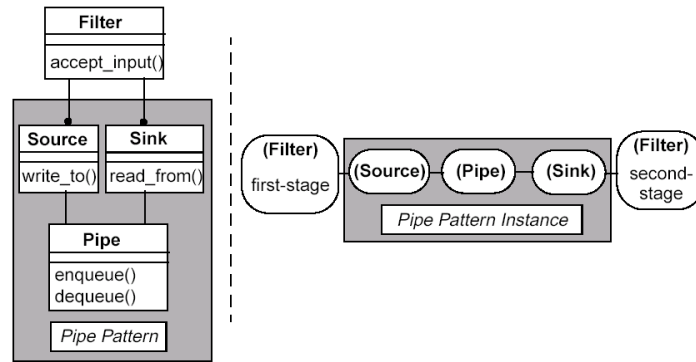 Filter
accept_input()
Source
write_to()
Sink
read_from()
Pipe
enqueue()
dequeue()
Pipe Pattern
(Filter)
first-stage
(Source)
(Pipe)
(Sink)
Pipe Pattern Instance
(Filter)
second-
stage